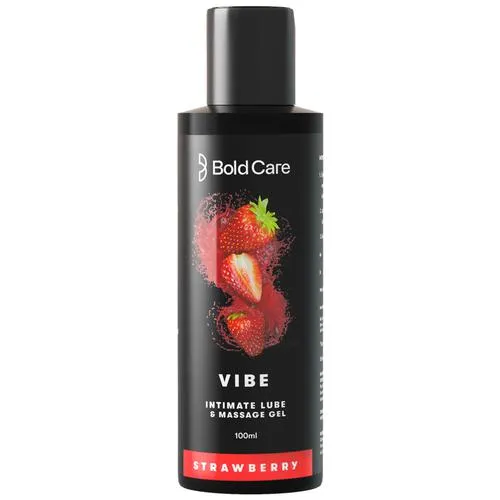 Bold Care
VIBE
INTIMATE LUBE
& MASSAGE GEL
100ml
STRAWBERRY